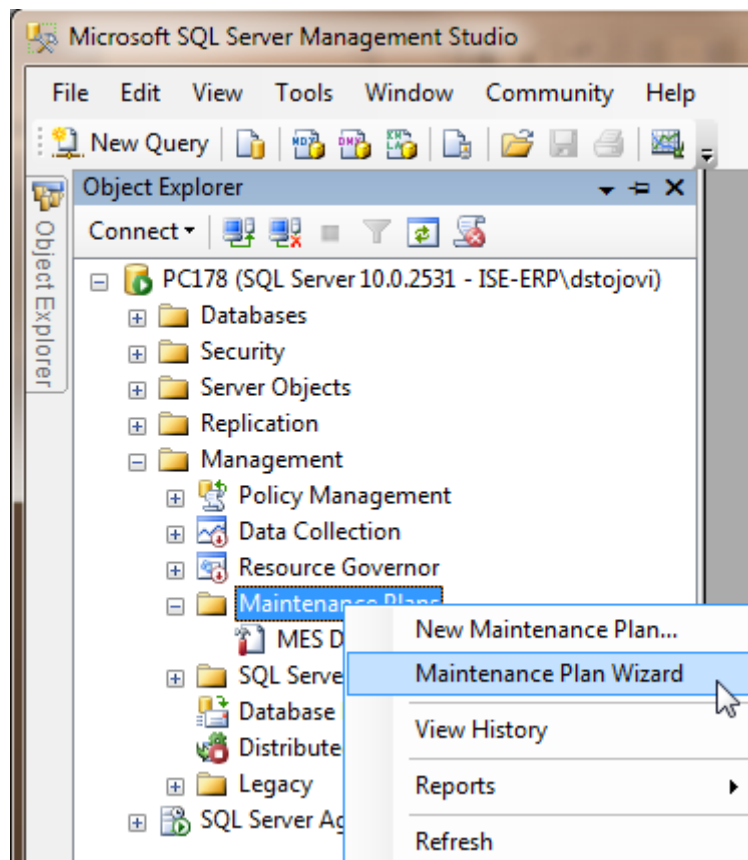 Microsoft SQL Server Management Studio
File Edit View Tools Window Community Help
New Query
Object Explorer
Object Explorer
Connect
PC178 (SQL Server 10.0.2531 - ISE-ERP\dstojovi)
Databases
Security
Server Objects
Replication
Management
Policy Management
Data Collection
Resource Governor
Maintenance Plans
MES D
SQL Serve
Database
Distribute
Legacy
SQL Server Ag
New Maintenance Plan...
Maintenance Plan Wizard
View History
Reports
Refresh